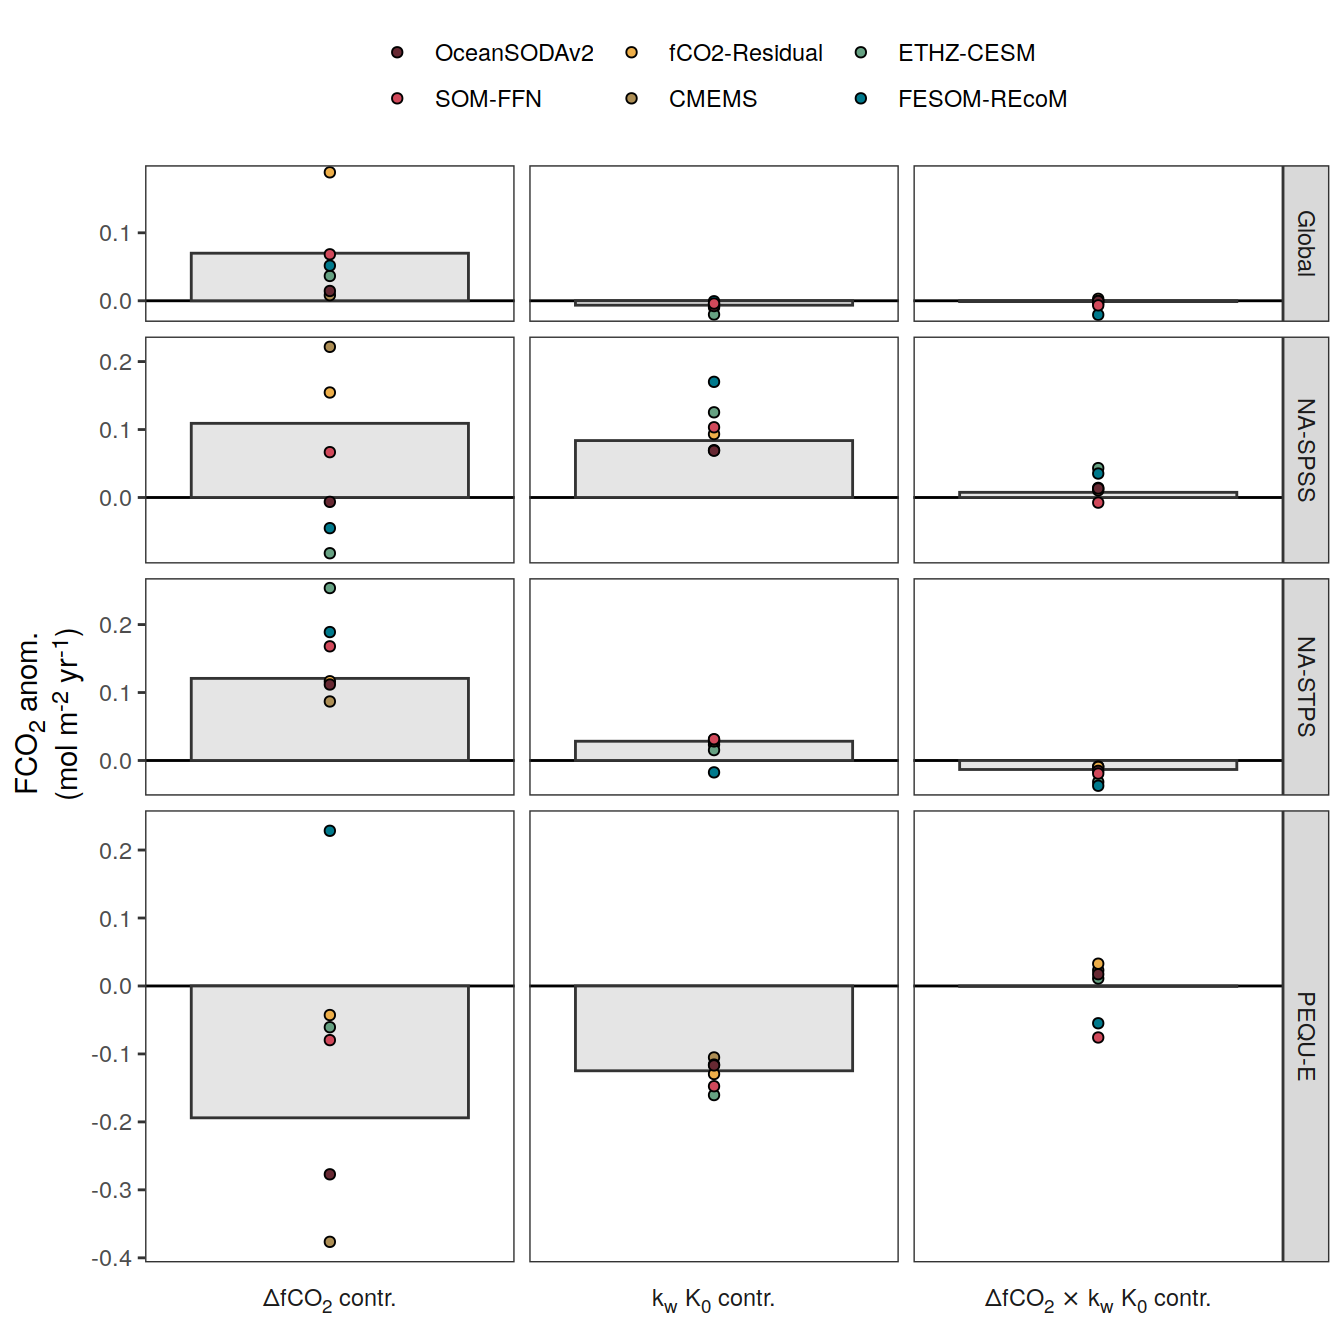 OceanSODAv2 fCO2-Residual ETHZ-CESM
SOM-FFN CMEMS FESOM-REcoM
FCO₂ anom.
(mol m⁻² yr⁻¹)
0.1
0.0
Global
0.2
0.1
0.0
NA-SPSS
0.2
0.1
0.0
NA-STPS
0.2
0.1
0.0
-0.1
-0.2
-0.3
-0.4
PEQU-E
ΔfCO₂ contr. k_w K₀ contr. ΔfCO₂ × k_w K₀ contr.